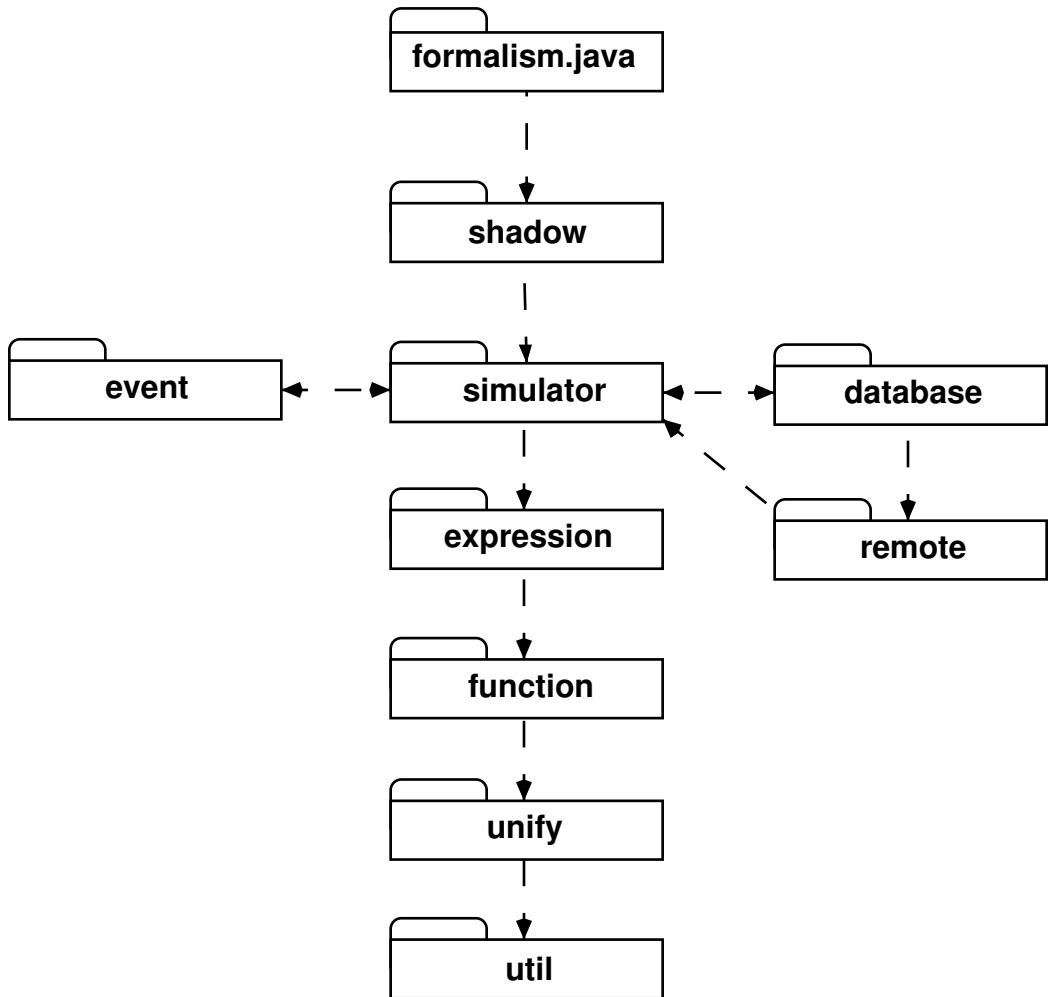 formalism.java
shadow
event
simulator
database
expression
remote
function
unify
util